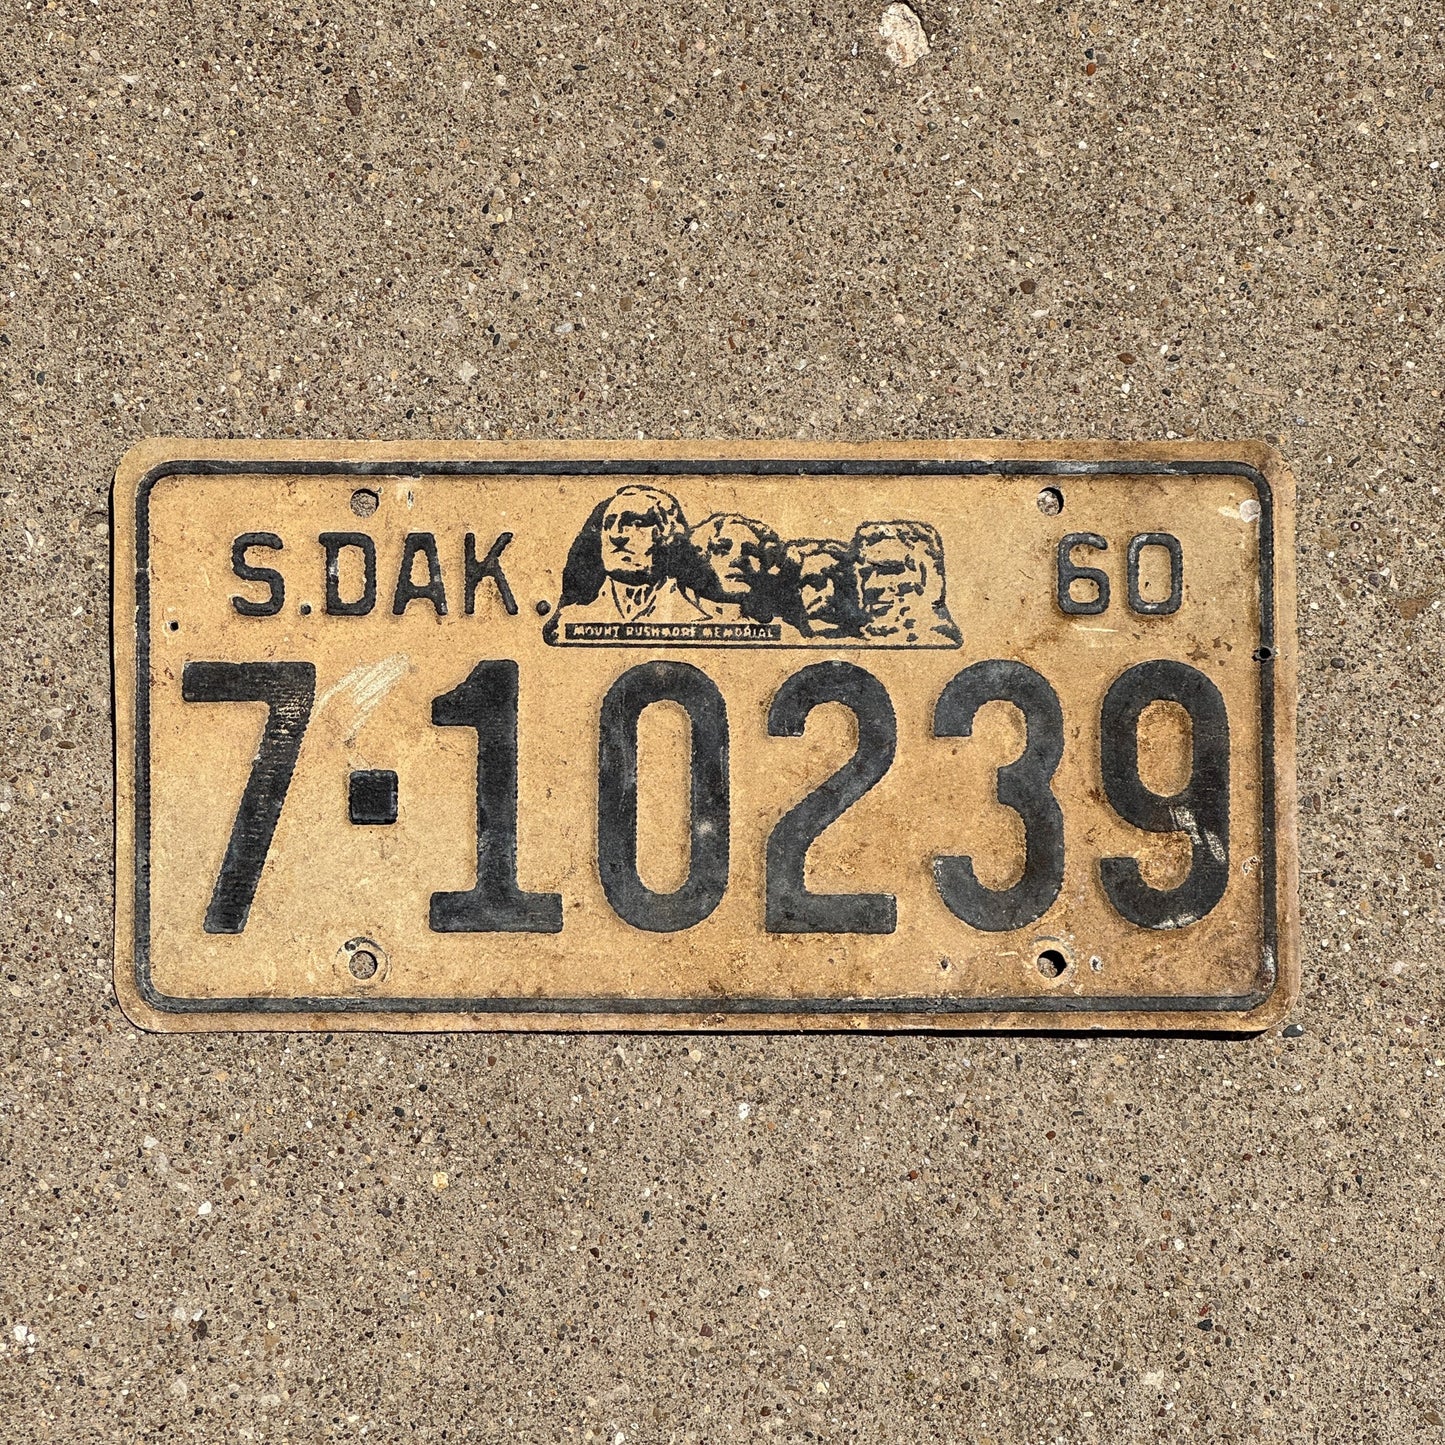 S.DAK. 60
MOUNT RUSHMORE MEMORIAL
7-10239